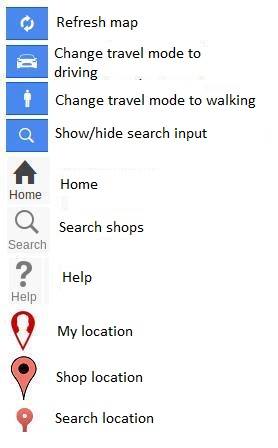 Refresh map
Change travel mode to
driving
Change travel mode to walking
Show/hide search input
Home
Home
Search shops
Search
Help
Help
My location
Shop location
Search location